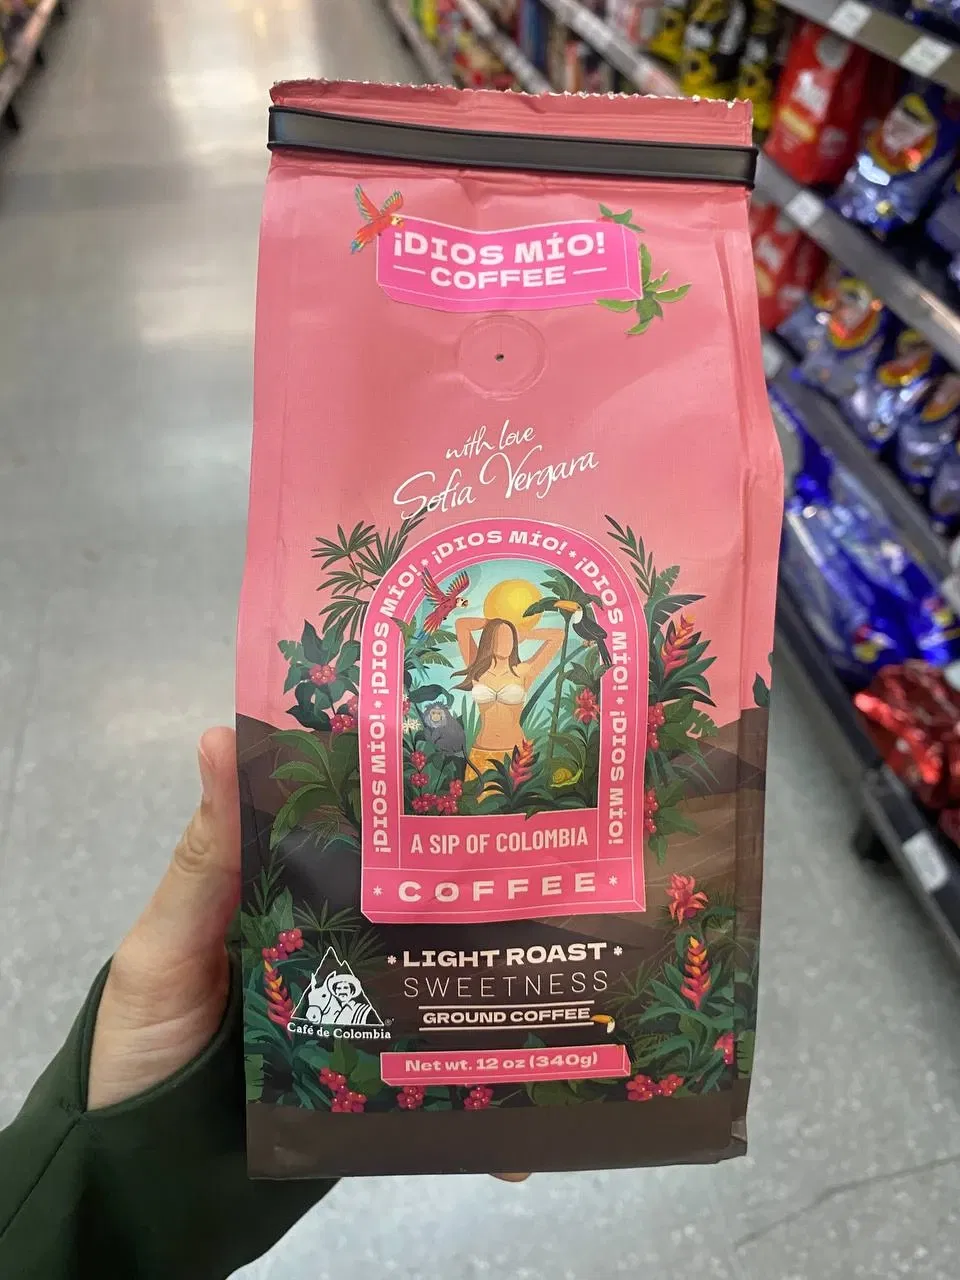 ¡DIOS MÍO!
COFFEE
with love
Sofía Vergara
¡DIOS MÍO! * ¡DIOS MÍO! * ¡DIOS MÍO! * ¡DIOS MÍO! * ¡DIOS MÍO!
A SIP OF COLOMBIA
* COFFEE *
* LIGHT ROAST *
SWEETNESS
GROUND COFFEE
Café de Colombia
Net wt. 12 oz (340g)